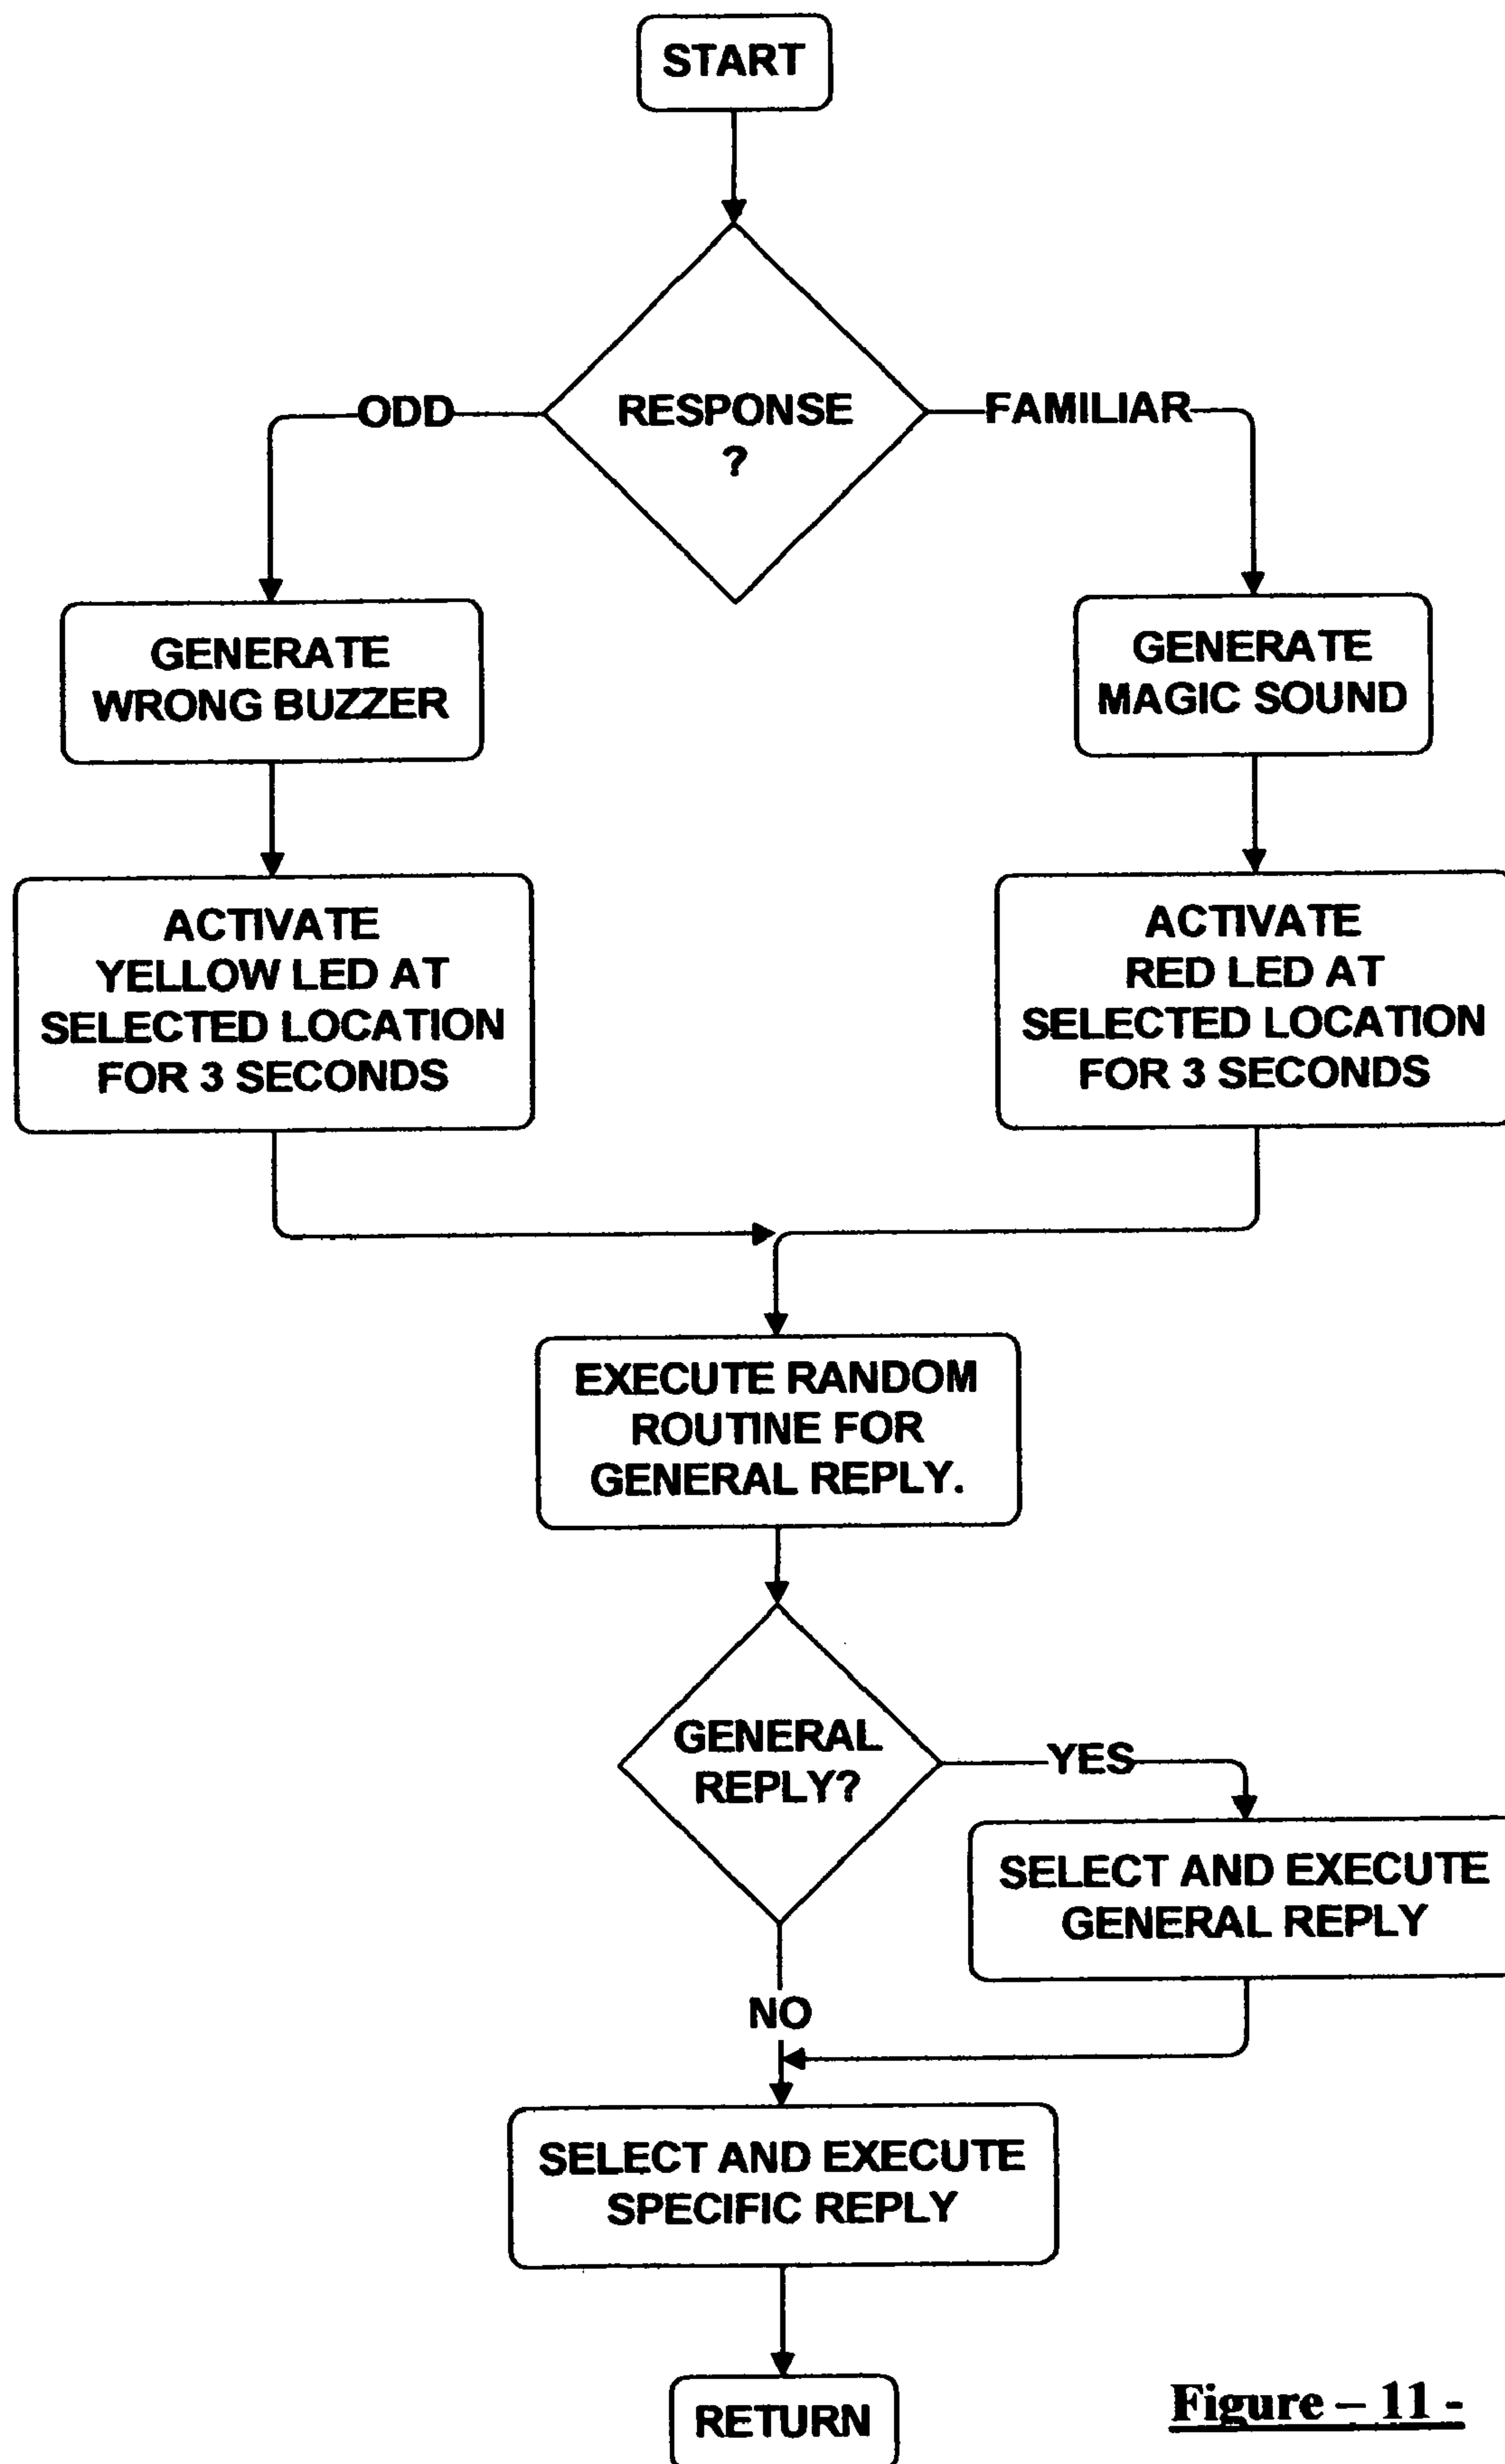 START
RESPONSE
?
ODD
FAMILIAR
GENERATE
WRONG BUZZER
GENERATE
MAGIC SOUND
ACTIVATE
YELLOW LED AT
SELECTED LOCATION
FOR 3 SECONDS
ACTIVATE
RED LED AT
SELECTED LOCATION
FOR 3 SECONDS
EXECUTE RANDOM
ROUTINE FOR
GENERAL REPLY.
GENERAL
REPLY?
YES
SELECT AND EXECUTE
GENERAL REPLY
NO
SELECT AND EXECUTE
SPECIFIC REPLY
RETURN
Figure – 11 -